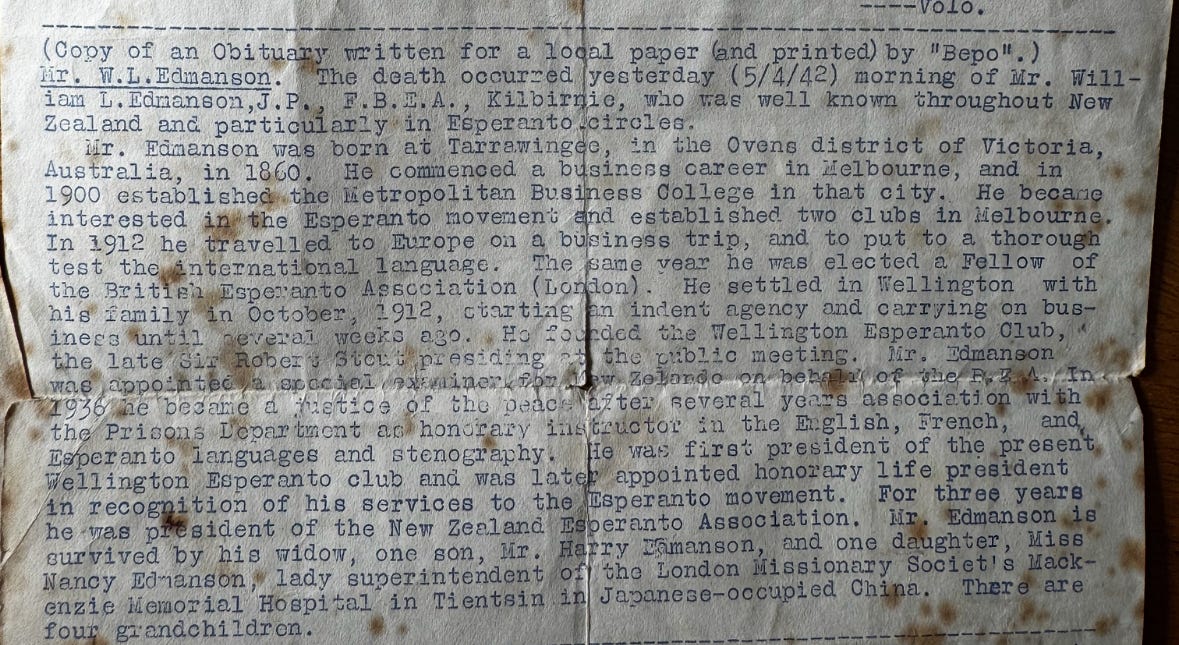 ----Volo.
(Copy of an Obituary written for a local paper (and printed) by "Bepo".)
Mr. W.L.Edmanson. The death occurred yesterday (5/4/42) morning of Mr. Will-
iam L.Edmanson,J.P., F.B.E.A., Kilbirnie, who was well known throughout New
Zealand and particularly in Esperanto circles.
Mr. Edmanson was born at Tarrawingee, in the Ovens district of Victoria,
Australia, in 1860. He commenced a business career in Melbourne, and in
1900 established the Metropolitan Business College in that city. He became
interested in the Esperanto movement and established two clubs in Melbourne.
In 1912 he travelled to Europe on a business trip, and to put to a thorough
test the international language. The same year he was elected a Fellow of
the British Esperanto Association (London). He settled in Wellington with
his family in October, 1912, starting an indent agency and carrying on bus-
iness until several weeks ago. He founded the Wellington Esperanto Club,
the late Sir Robert Stout presiding at the public meeting. Mr. Edmanson
was appointed a special examiner for New Zelande on behalf of the B.E.A. In
1936 he became a justice of the peace after several years association with
the Prisons Department as honorary instructor in the English, French, and
Esperanto languages and stenography. He was first president of the present
Wellington Esperanto club and was later appointed honorary life president
in recognition of his services to the Esperanto movement. For three years
he was president of the New Zealand Esperanto Association. Mr. Edmanson is
survived by his widow, one son, Mr. Harry Edmanson, and one daughter, Miss
Nancy Edmanson, lady superintendent of the London Missionary Societ's Mack-
enzie Memorial Hospital in Tientsin in Japanese-occupied China. There are
four grandchildren.